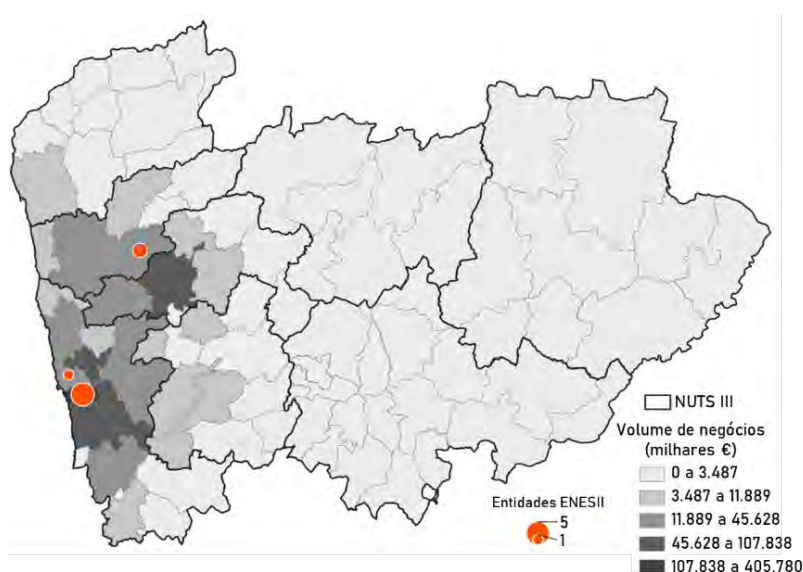 NUTS III
Volume de negócios
(milhares €)
0 a 3.487
3.487 a 11.889
11.889 a 45.628
45.628 a 107.838
107.838 a 405.780
Entidades ENESII
5
1